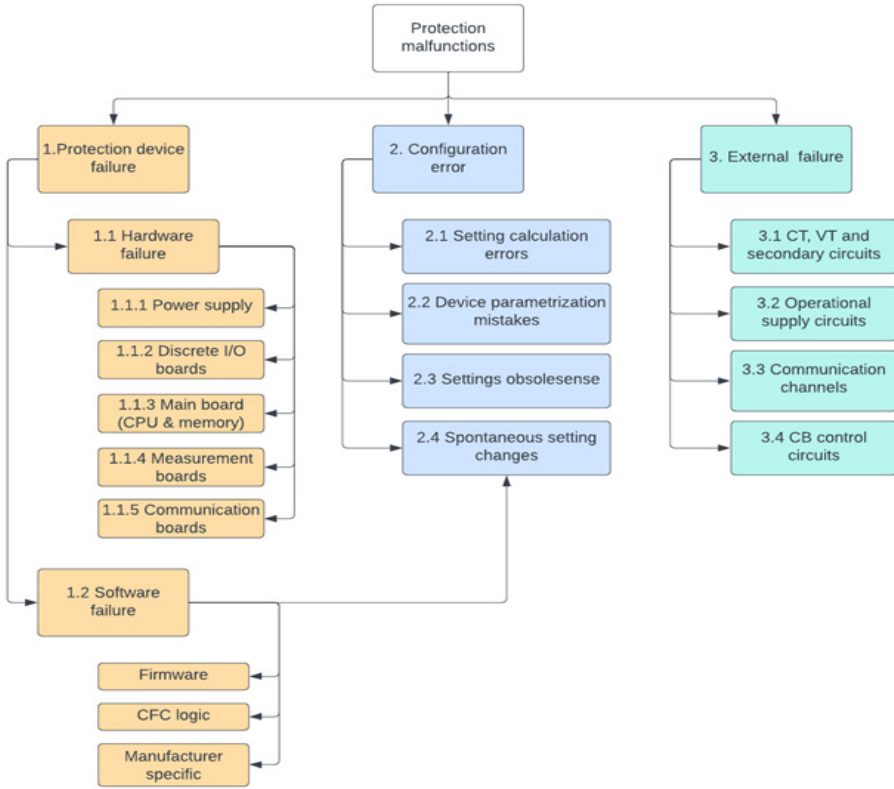 Protection
malfunctions
1.Protection device
failure
2. Configuration
error
3. External  failure
1.1 Hardware
failure
2.1 Setting calculation
errors
3.1 CT, VT and
secondary circuits
1.1.1 Power supply
2.2 Device parametrization
mistakes
3.2 Operational
supply circuits
1.1.2 Discrete I/O
boards
2.3 Settings obsolesense
3.3 Communication
channels
1.1.3 Main board
(CPU & memory)
2.4 Spontaneous setting
changes
3.4 CB control
circuits
1.1.4 Measurement
boards
1.1.5 Communication
boards
1.2 Software
failure
Firmware
CFC logic
Manufacturer
specific